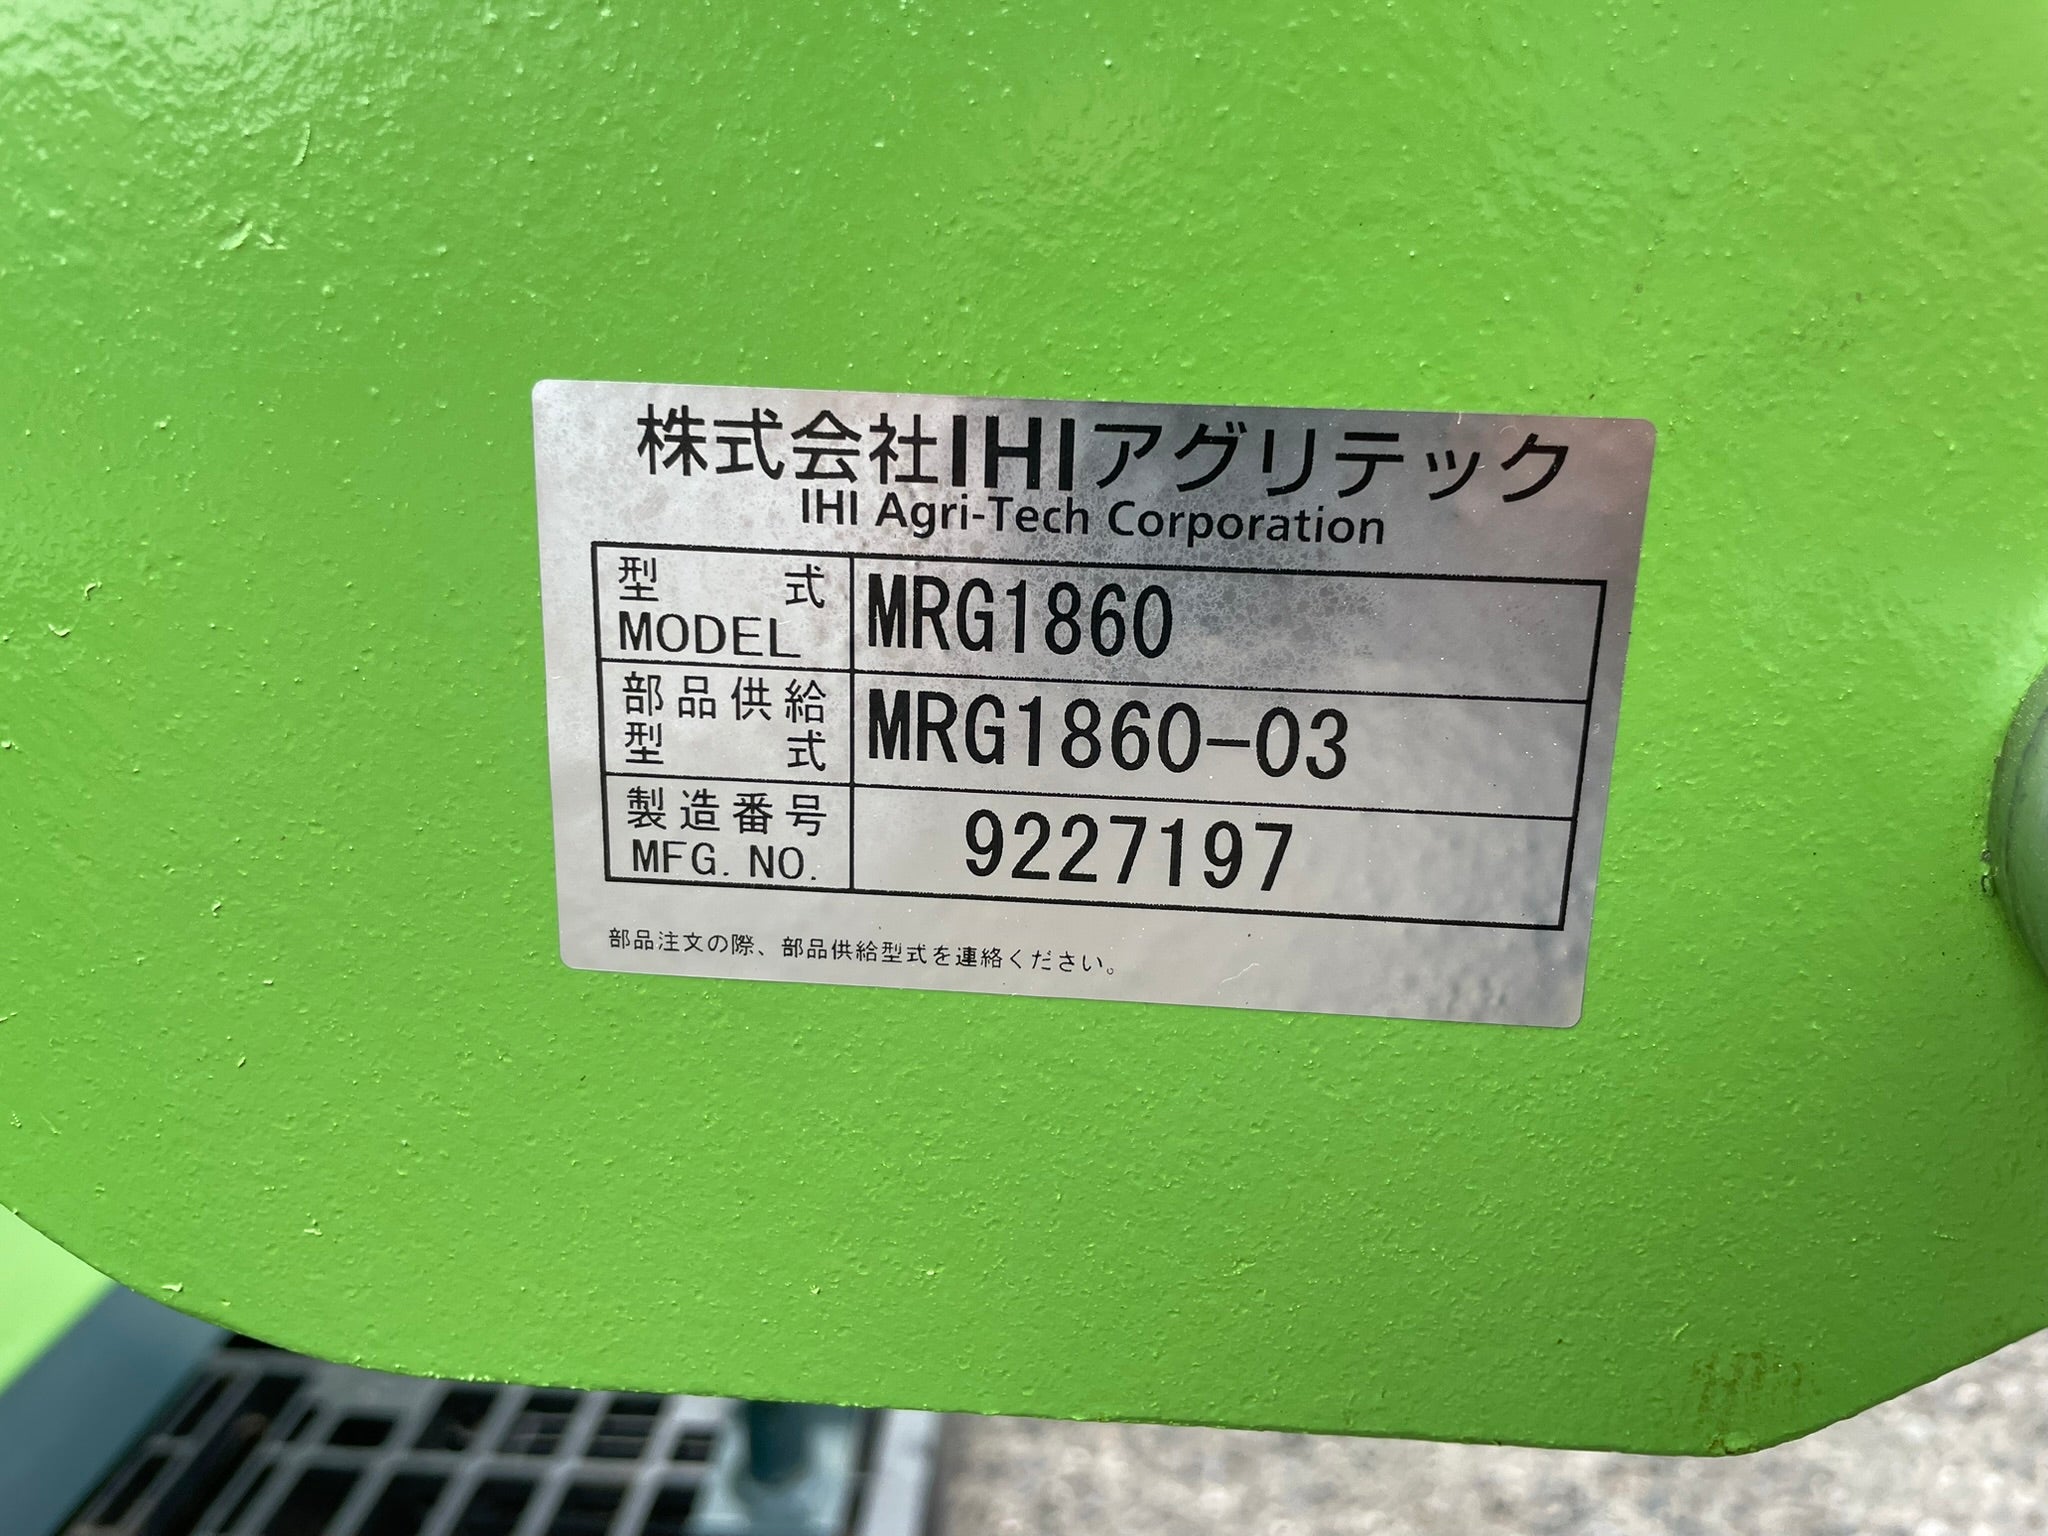 株式会社IHIアグリテック
IHI Agri-Tech Corporation
型式 MRG1860
MODEL
部品供給 MRG1860-03
型式
製造番号 9227197
MFG. NO.
部品注文の際、部品供給型式を連絡ください。